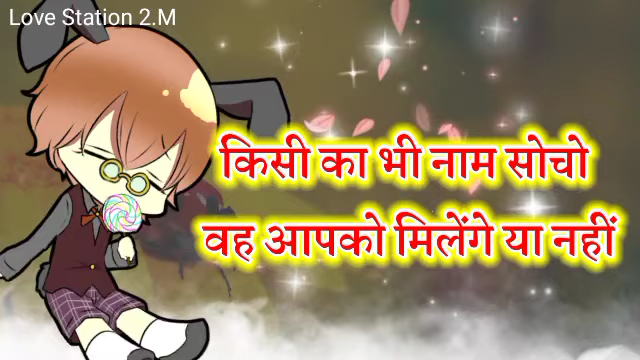 Love Station 2.M
किसी का भी नाम सोचो
वह आपको मिलेंगे या नहीं